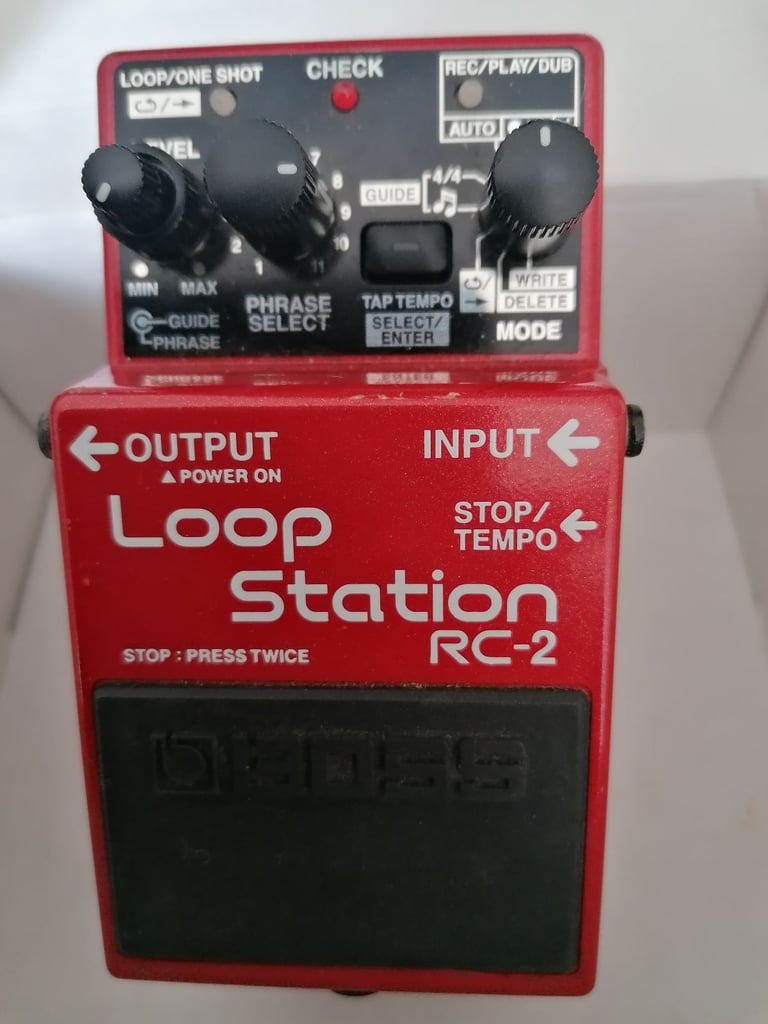 LOOP/ONE SHOT
CHECK
REC/PLAY/DUB
AUTO
LEVEL
7
8
9
10
11
2
1
GUIDE
4/4
MIN
MAX
GUIDE
PHRASE
PHRASE
SELECT
TAP TEMPO
SELECT/
ENTER
WRITE
DELETE
MODE
OUTPUT
▲POWER ON
INPUT
STOP/
TEMPO
Loop
Station
RC-2
STOP : PRESS TWICE
BOSS